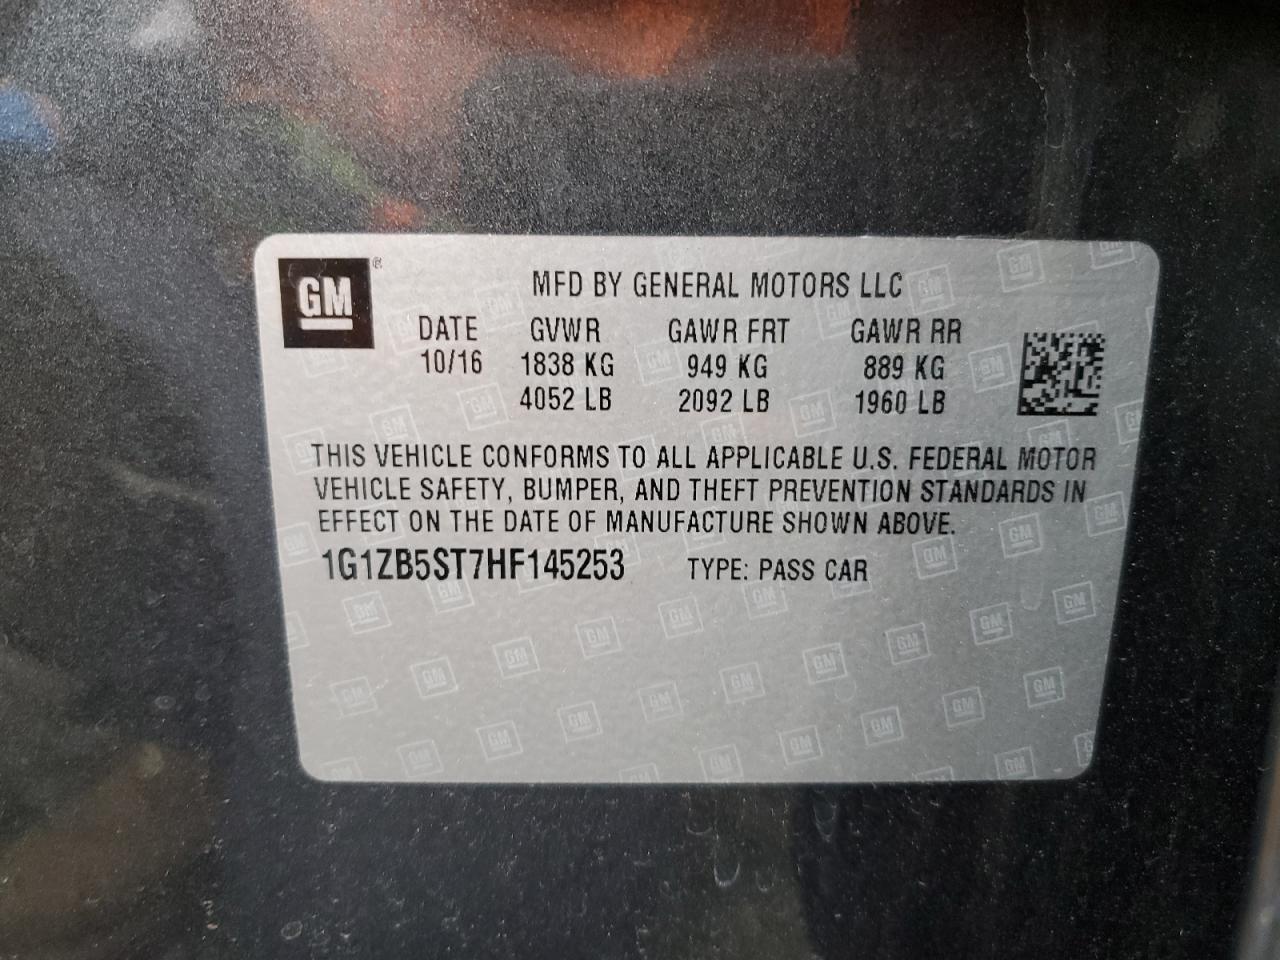 GM®
MFD BY GENERAL MOTORS LLC
DATE GVWR GAWR FRT GAWR RR
10/16 1838 KG 949 KG 889 KG
4052 LB 2092 LB 1960 LB
THIS VEHICLE CONFORMS TO ALL APPLICABLE U.S. FEDERAL MOTOR
VEHICLE SAFETY, BUMPER, AND THEFT PREVENTION STANDARDS IN
EFFECT ON THE DATE OF MANUFACTURE SHOWN ABOVE.
1G1ZB5ST7HF145253 TYPE: PASS CAR